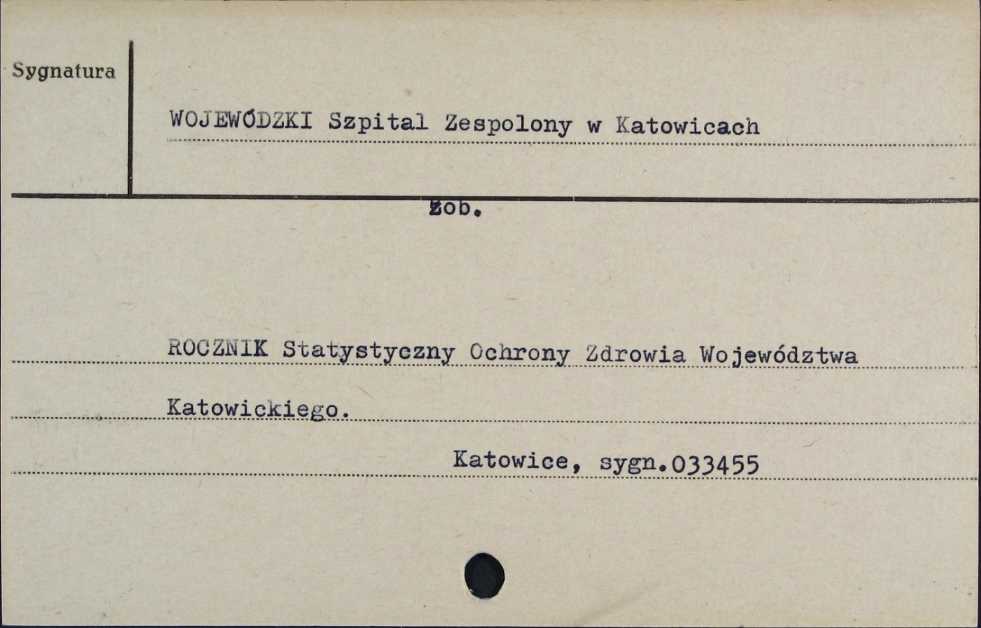 Sygnatura
WOJEWÓDZKI Szpital Zespolony w Katowicach
zob.
ROCZNIK Statystyczny Ochrony Zdrowia Województwa
Katowickiego.
Katowice, sygn.033455